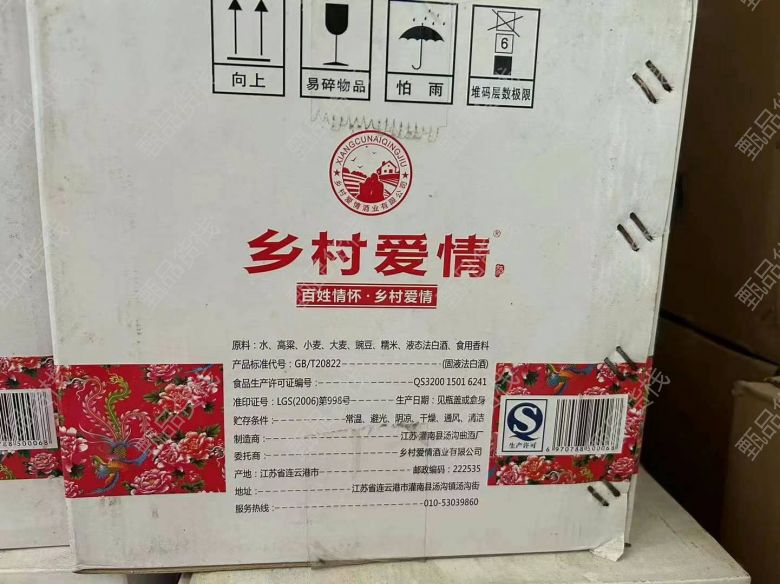 向上
易碎物品
怕雨
6
堆码层数极限
XIANGCUNAIQINGJIU
乡村爱情酒业有限公司
乡村爱情®
百姓情怀·乡村爱情
原料：水、高粱、小麦、大麦、豌豆、糯米、液态法白酒、食用香料
产品标准代号：GB/T20822 (固液法白酒)
食品生产许可证编号： QS3200 1501 6241
准印证号：LGS(2006)第998号 生产日期：见瓶盖或盒身
贮存条件： 常温、避光、阴凉、干燥、通风、清洁
制造商： 江苏灌南县汤沟曲酒厂
委托商： 乡村爱情酒业有限公司
产地：江苏省连云港市 邮政编码：222535
地址： 江苏省连云港市灌南县汤沟镇汤沟街
服务热线： 010-53039860
生产许可
6 970788 500068
甄品优线